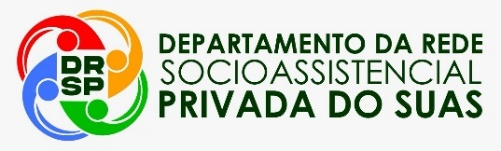 DR
SP
DEPARTAMENTO DA REDE
SOCIOASSISTENCIAL
PRIVADA DO SUAS